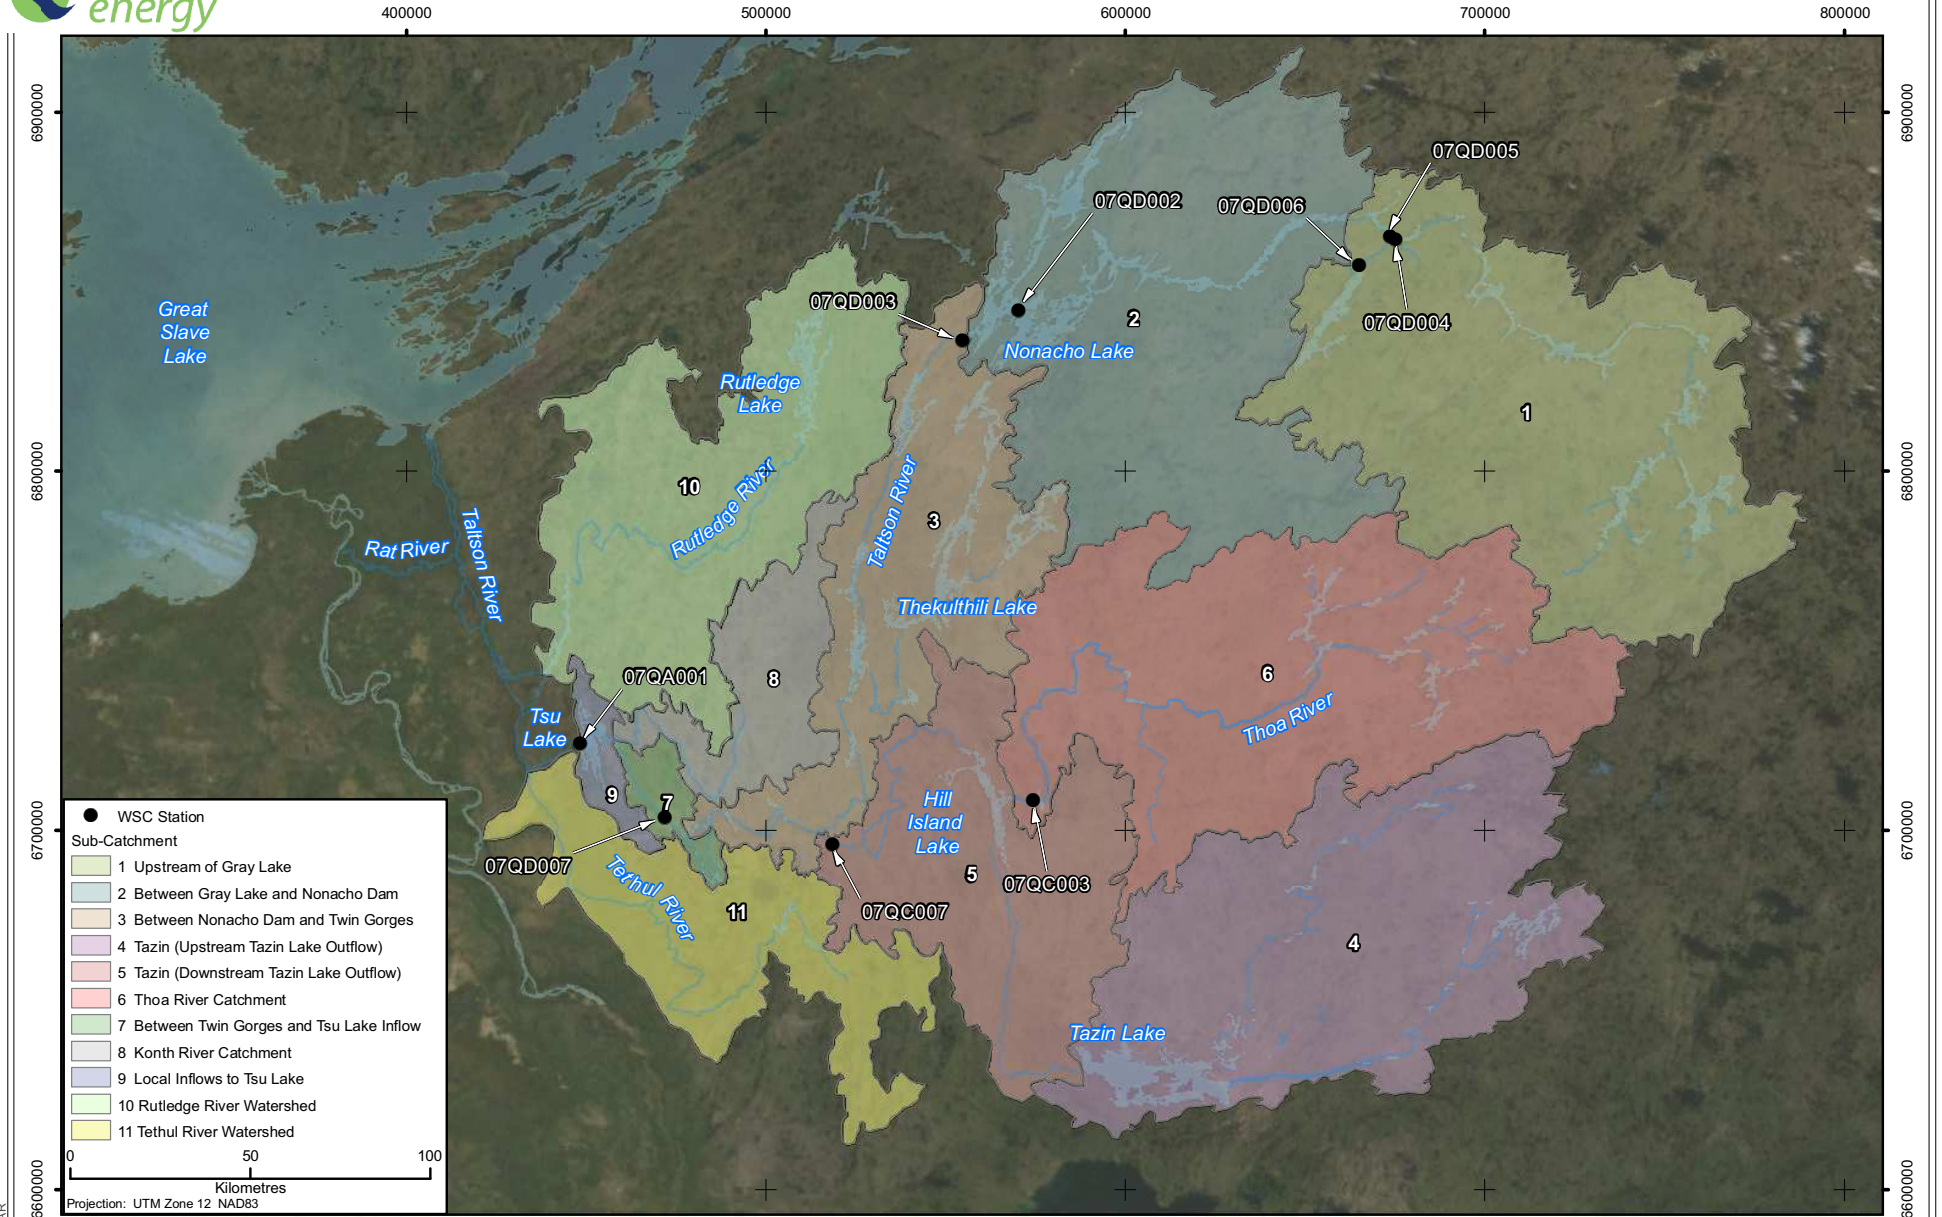 energy
400000
500000
600000
700000
800000
6900000
6900000
07QD005
07QD002
07QD006
07QD003
07QD004
Great
Slave
Lake
2
Nonacho Lake
Rutledge
Lake
1
6800000
6800000
10
Rutledge River
Taltson River
3
Rat River
Taltson River
Thekulthili Lake
07QA001
8
6
Thoa River
Tsu
Lake
9
7
Hill
Island
Lake
6700000
6700000
07QD007
Tethul River
5
07QC003
11
07QC007
4
Tazin Lake
WSC Station
Sub-Catchment
1 Upstream of Gray Lake
2 Between Gray Lake and Nonacho Dam
3 Between Nonacho Dam and Twin Gorges
4 Tazin (Upstream Tazin Lake Outflow)
5 Tazin (Downstream Tazin Lake Outflow)
6 Thoa River Catchment
7 Between Twin Gorges and Tsu Lake Inflow
8 Konth River Catchment
9 Local Inflows to Tsu Lake
10 Rutledge River Watershed
11 Tethul River Watershed
0 50 100
Kilometres
Projection: UTM Zone 12 NAD83
6600000
6600000